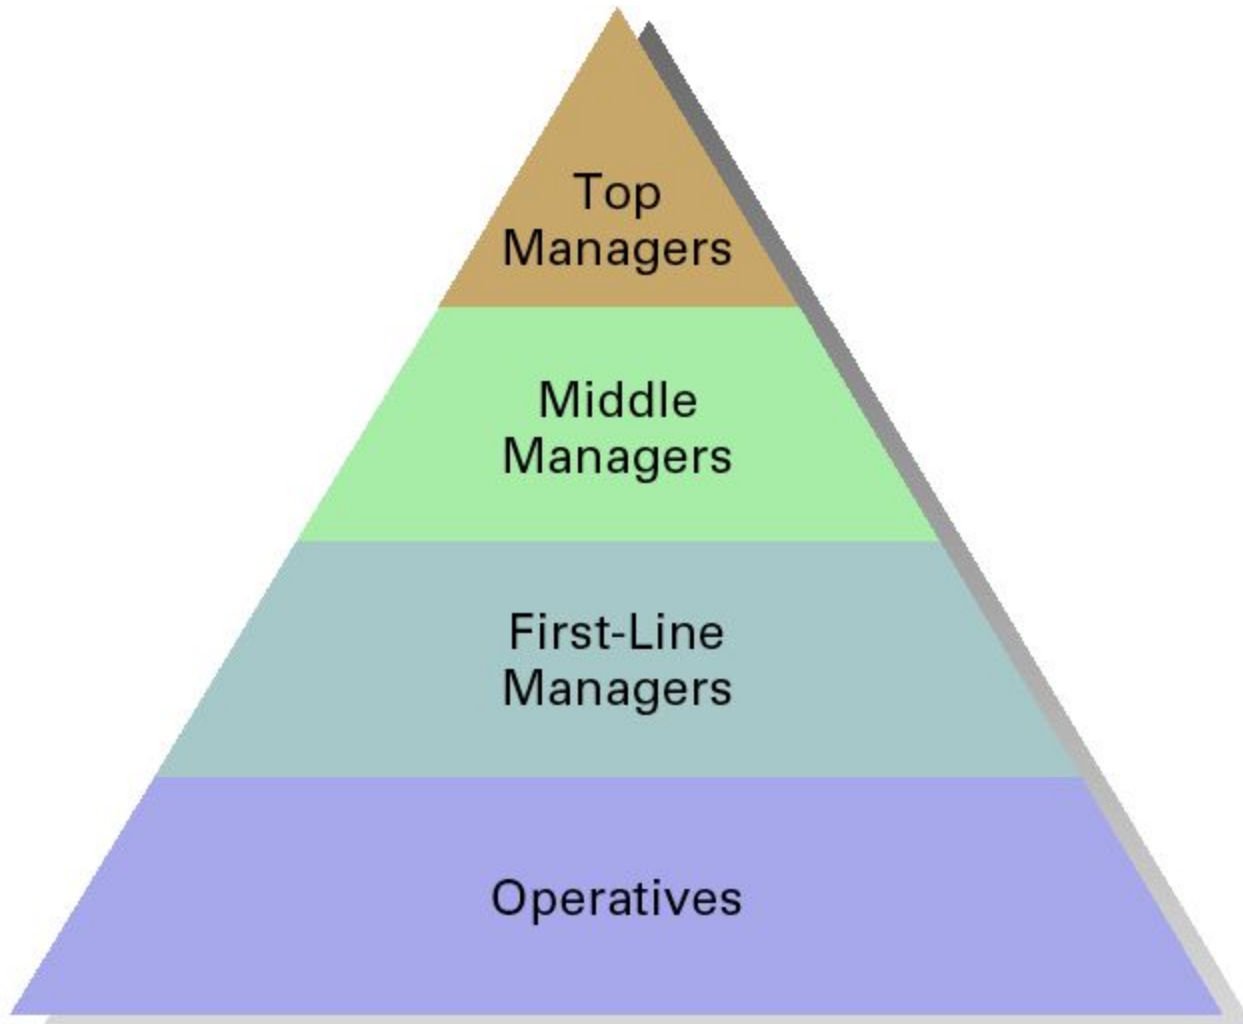 Top
Managers
Middle
Managers
First-Line
Managers
Operatives